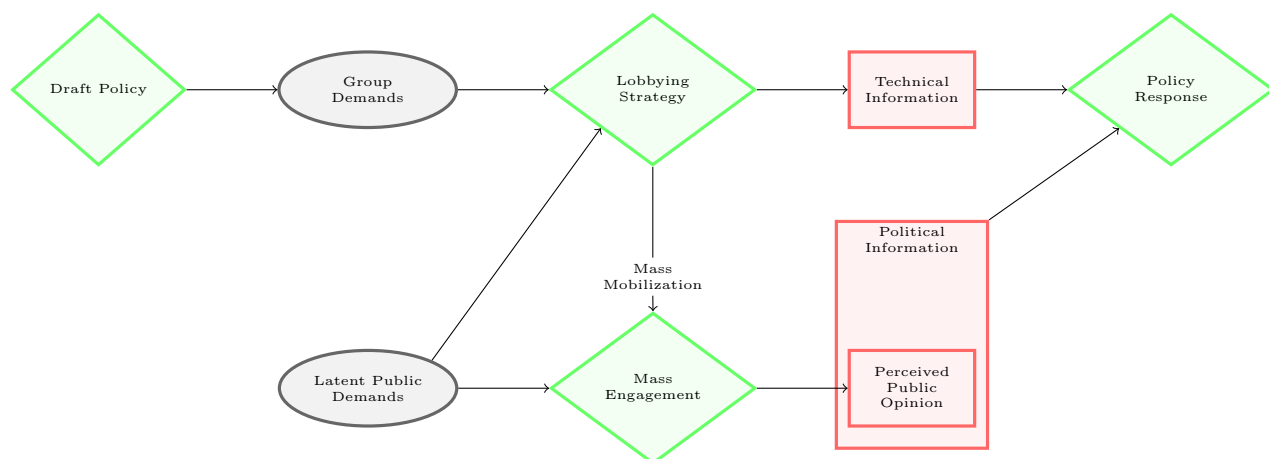 Draft Policy
Group
Demands
Lobbying
Strategy
Technical
Information
Policy
Response
Political
Information
Mass
Mobilization
Latent Public
Demands
Mass
Engagement
Perceived
Public
Opinion